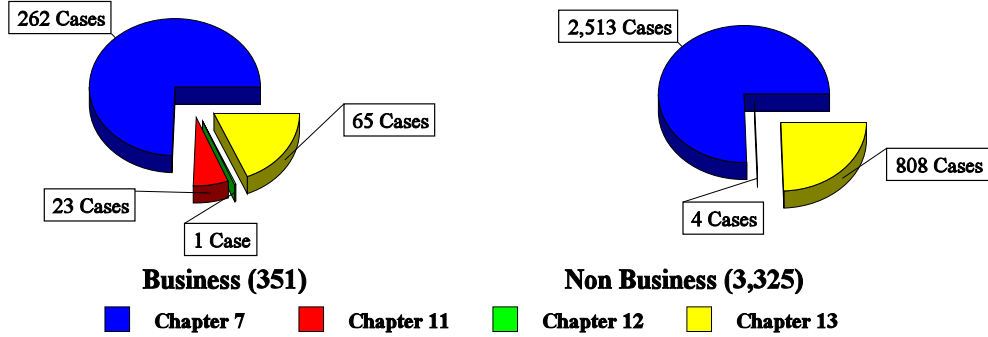 262 Cases
2,513 Cases
65 Cases
808 Cases
23 Cases
4 Cases
1 Case
Business (351)
Non Business (3,325)
Chapter 7
Chapter 11
Chapter 12
Chapter 13